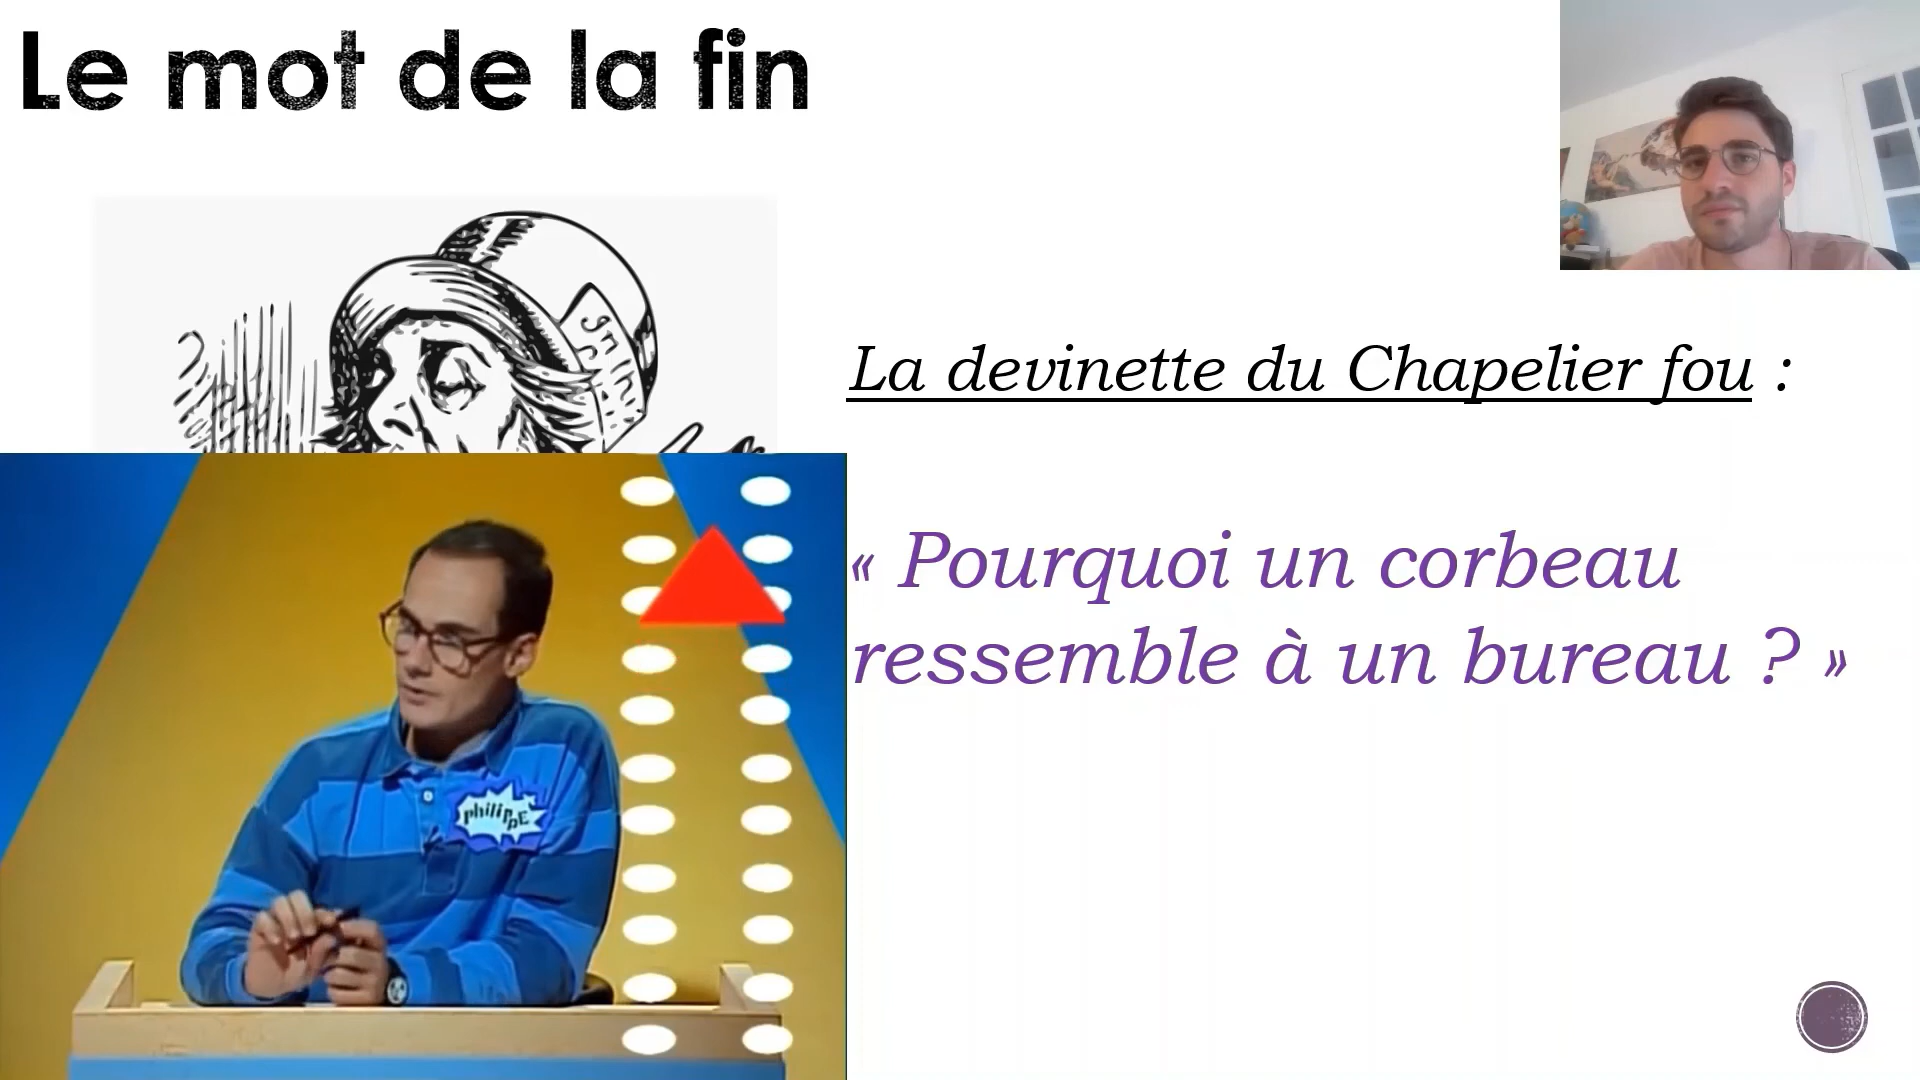 Le mot de la fin
La devinette du Chapelier fou :
« Pourquoi un corbeau
ressemble à un bureau ? »
philippe